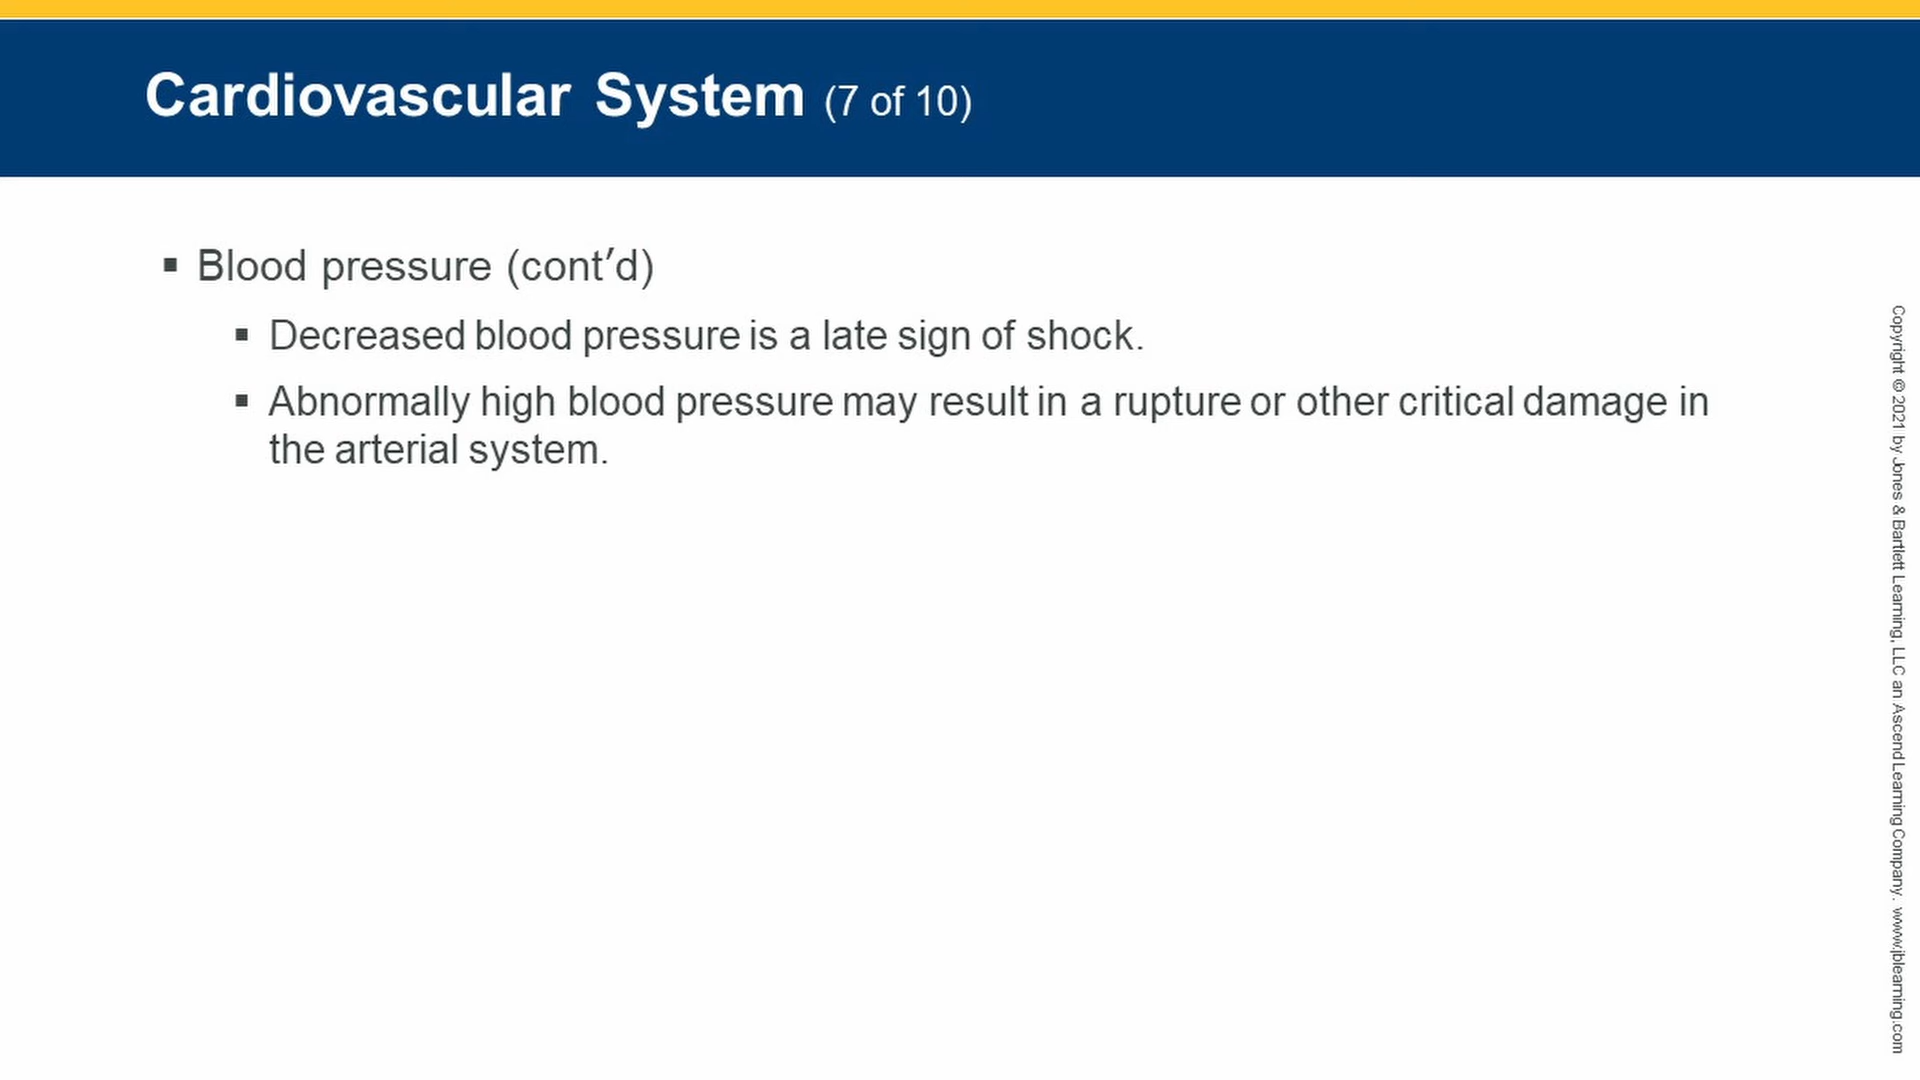 Cardiovascular System (7 of 10)
▪ Blood pressure (cont′d)
▪ Decreased blood pressure is a late sign of shock.
▪ Abnormally high blood pressure may result in a rupture or other critical damage in
the arterial system.
Copyright © 2021 by Jones & Bartlett Learning, LLC an Ascend Learning Company. www.jblearning.com